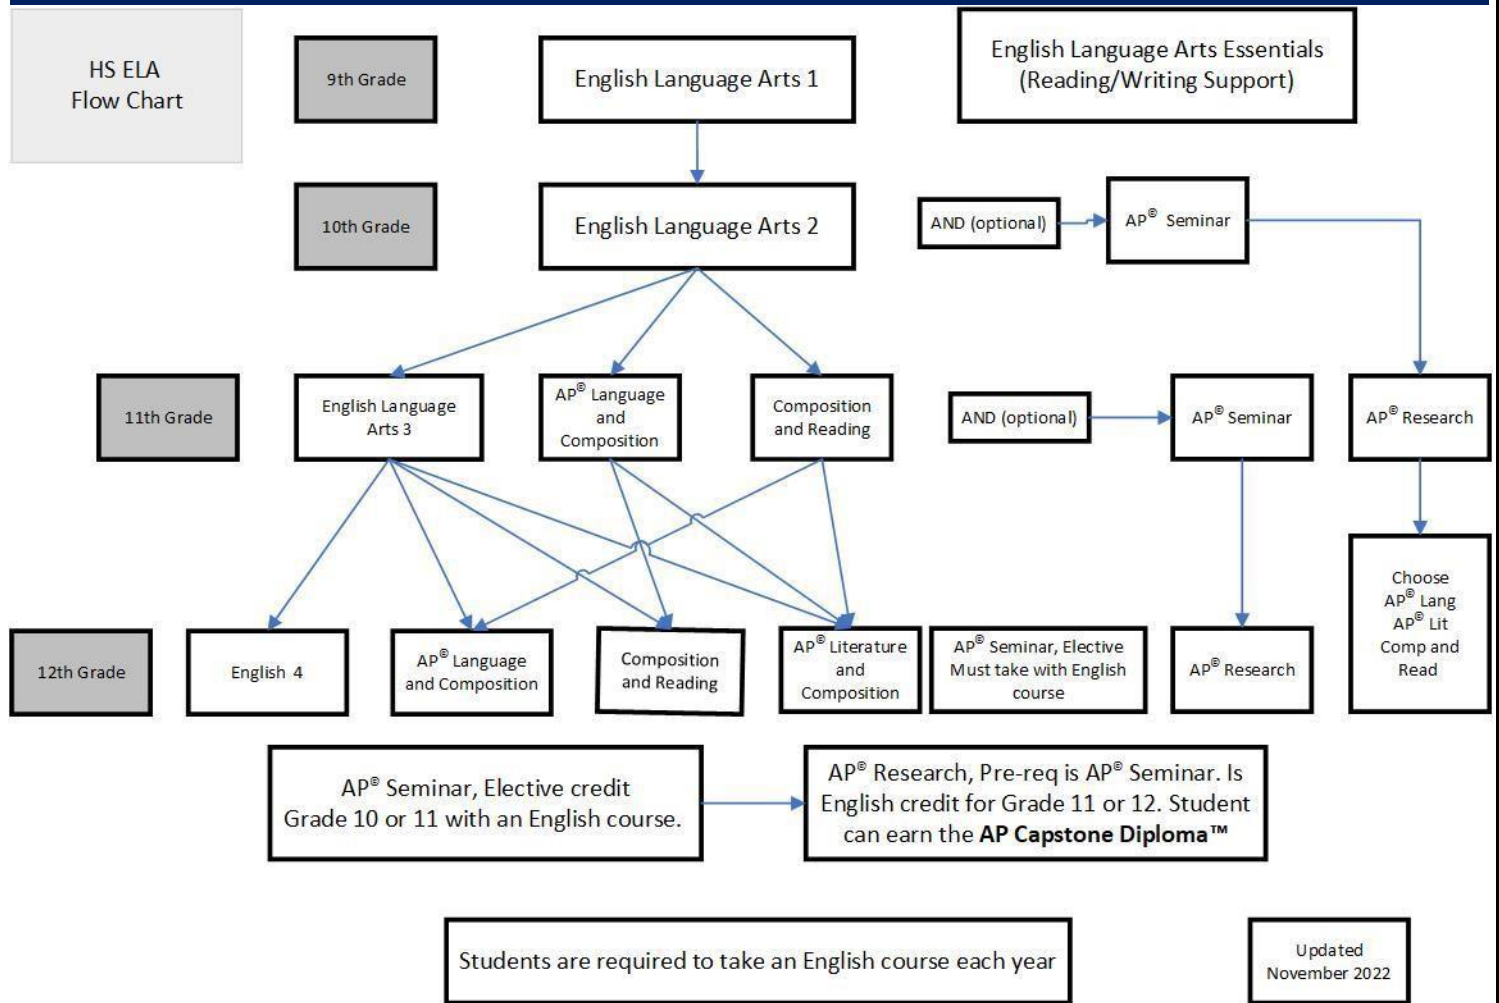 HS ELA
Flow Chart
9th Grade
English Language Arts 1
English Language Arts Essentials
(Reading/Writing Support)
10th Grade
English Language Arts 2
AND (optional)
AP® Seminar
11th Grade
English Language
Arts 3
AP® Language
and
Composition
Composition
and Reading
AND (optional)
AP® Seminar
AP® Research
12th Grade
English 4
AP® Language
and Composition
Composition
and Reading
AP® Literature
and
Composition
AP® Seminar, Elective
Must take with English
course
AP® Research
Choose
AP® Lang
AP® Lit
Comp and
Read
AP® Seminar, Elective credit
Grade 10 or 11 with an English course.
AP® Research, Pre-req is AP® Seminar. Is
English credit for Grade 11 or 12. Student
can earn the AP Capstone Diploma™
Students are required to take an English course each year
Updated
November 2022